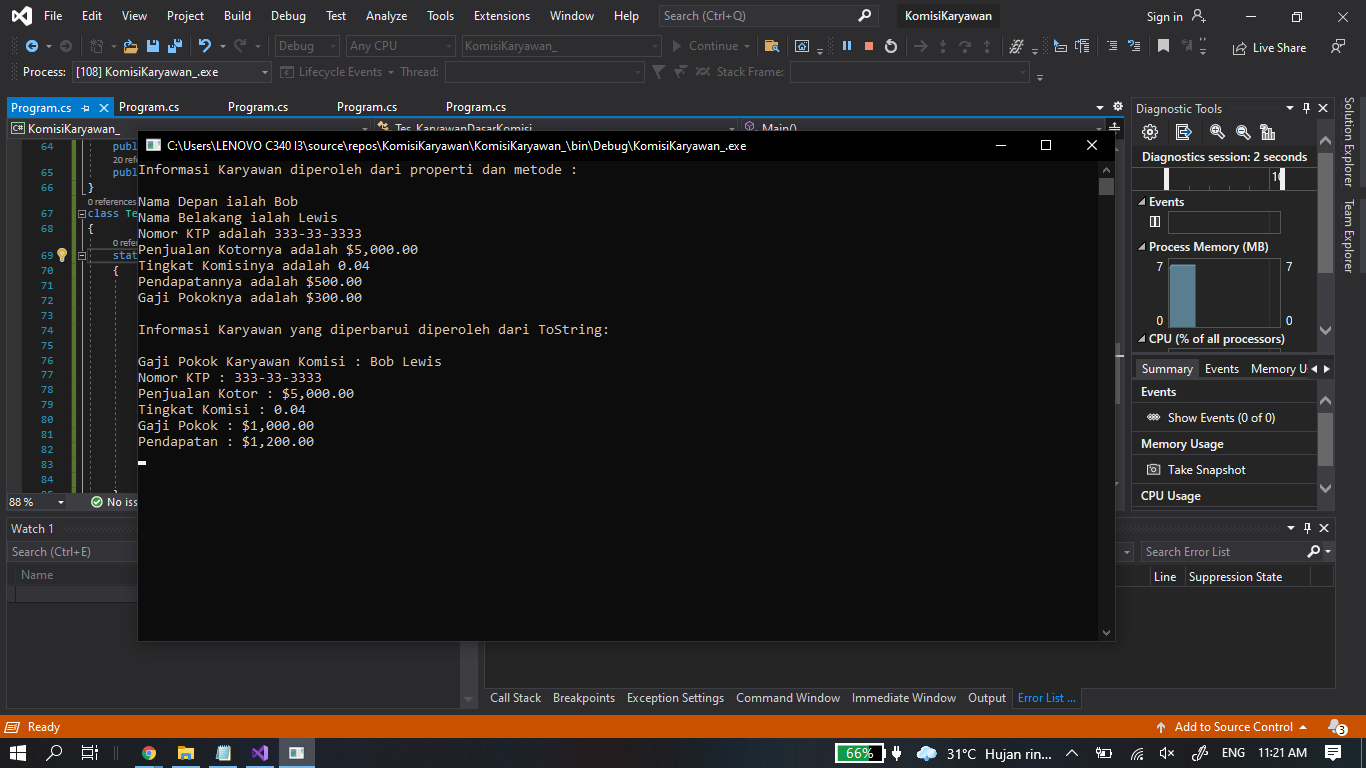 File Edit View Project Build Debug Test Analyze Tools Extensions Window Help Search (Ctrl+Q) KomisiKaryawan Sign in
Debug Any CPU KomisiKaryawan_ Continue Live Share
Process: [108] KomisiKaryawan_.exe Lifecycle Events Thread: Stack Frame:
Program.cs Program.cs Program.cs Program.cs Program.cs
C# KomisiKaryawan_ Tes_KaryawanDasarKomisi Main()
C:\Users\LENOVO C340 I3\source\repos\KomisiKaryawan\KomisiKaryawan_\bin\Debug\KomisiKaryawan_.exe
Informasi Karyawan diperoleh dari properti dan metode :
Nama Depan ialah Bob
Nama Belakang ialah Lewis
Nomor KTP adalah 333-33-3333
Penjualan Kotornya adalah $5,000.00
Tingkat Komisinya adalah 0.04
Pendapatannya adalah $500.00
Gaji Pokoknya adalah $300.00
Informasi Karyawan yang diperbarui diperoleh dari ToString:
Gaji Pokok Karyawan Komisi : Bob Lewis
Nomor KTP : 333-33-3333
Penjualan Kotor : $5,000.00
Tingkat Komisi : 0.04
Gaji Pokok : $1,000.00
Pendapatan : $1,200.00
64 publ
20 refer
65 publ
66 }
0 references
67 class Te
68 {
0 refer
69 stat
70 {
71
72
73
74
75
76
77
78
79
80
81
82
83
84
88 % No iss
Diagnostic Tools
Diagnostics session: 2 seconds
Events
Process Memory (MB)
7 7
0 0
CPU (% of all processors)
Summary Events Memory U
Events
Show Events (0 of 0)
Memory Usage
Take Snapshot
CPU Usage
Solution Explorer
Team Explorer
Watch 1
Search (Ctrl+E)
Name
Search Error List
Line Suppression State
Call Stack Breakpoints Exception Settings Command Window Immediate Window Output Error List ...
Ready Add to Source Control 3
66% 31°C Hujan rin... ENG 11:21 AM